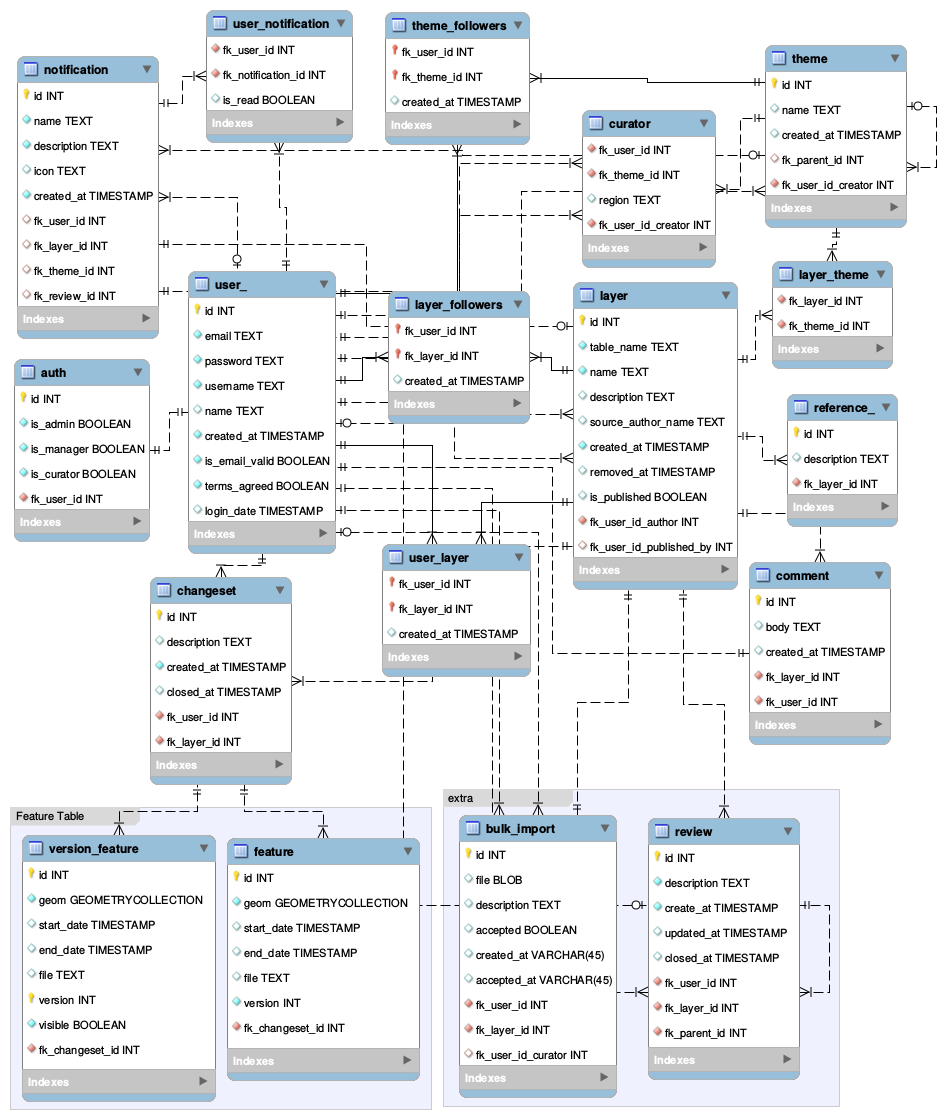 user_notification
fk_user_id INT
fk_notification_id INT
is_read BOOLEAN
Indexes
theme_followers
fk_user_id INT
fk_theme_id INT
created_at TIMESTAMP
Indexes
notification
id INT
name TEXT
description TEXT
icon TEXT
created_at TIMESTAMP
fk_user_id INT
fk_layer_id INT
fk_theme_id INT
fk_review_id INT
Indexes
theme
id INT
name TEXT
created_at TIMESTAMP
fk_parent_id INT
fk_user_id_creator INT
Indexes
curator
fk_user_id INT
fk_theme_id INT
region TEXT
fk_user_id_creator INT
Indexes
layer_theme
fk_layer_id INT
fk_theme_id INT
Indexes
user_
id INT
email TEXT
password TEXT
username TEXT
name TEXT
created_at TIMESTAMP
is_email_valid BOOLEAN
terms_agreed BOOLEAN
login_date TIMESTAMP
Indexes
layer_followers
fk_user_id INT
fk_layer_id INT
created_at TIMESTAMP
Indexes
layer
id INT
table_name TEXT
name TEXT
description TEXT
source_author_name TEXT
created_at TIMESTAMP
removed_at TIMESTAMP
is_published BOOLEAN
fk_user_id_author INT
fk_user_id_published_by INT
Indexes
auth
id INT
is_admin BOOLEAN
is_manager BOOLEAN
is_curator BOOLEAN
fk_user_id INT
Indexes
reference_
id INT
description TEXT
fk_layer_id INT
Indexes
user_layer
fk_user_id INT
fk_layer_id INT
created_at TIMESTAMP
Indexes
comment
id INT
body TEXT
created_at TIMESTAMP
fk_layer_id INT
fk_user_id INT
Indexes
changeset
id INT
description TEXT
created_at TIMESTAMP
closed_at TIMESTAMP
fk_user_id INT
fk_layer_id INT
Indexes
Feature Table
version_feature
id INT
geom GEOMETRYCOLLECTION
start_date TIMESTAMP
end_date TIMESTAMP
file TEXT
version INT
visible BOOLEAN
fk_changeset_id INT
Indexes
feature
id INT
geom GEOMETRYCOLLECTION
start_date TIMESTAMP
end_date TIMESTAMP
file TEXT
version INT
fk_changeset_id INT
Indexes
extra
bulk_import
id INT
file BLOB
description TEXT
accepted BOOLEAN
created_at VARCHAR(45)
accepted_at VARCHAR(45)
fk_user_id INT
fk_layer_id INT
fk_user_id_curator INT
Indexes
review
id INT
description TEXT
create_at TIMESTAMP
updated_at TIMESTAMP
closed_at TIMESTAMP
fk_user_id INT
fk_layer_id INT
fk_parent_id INT
Indexes